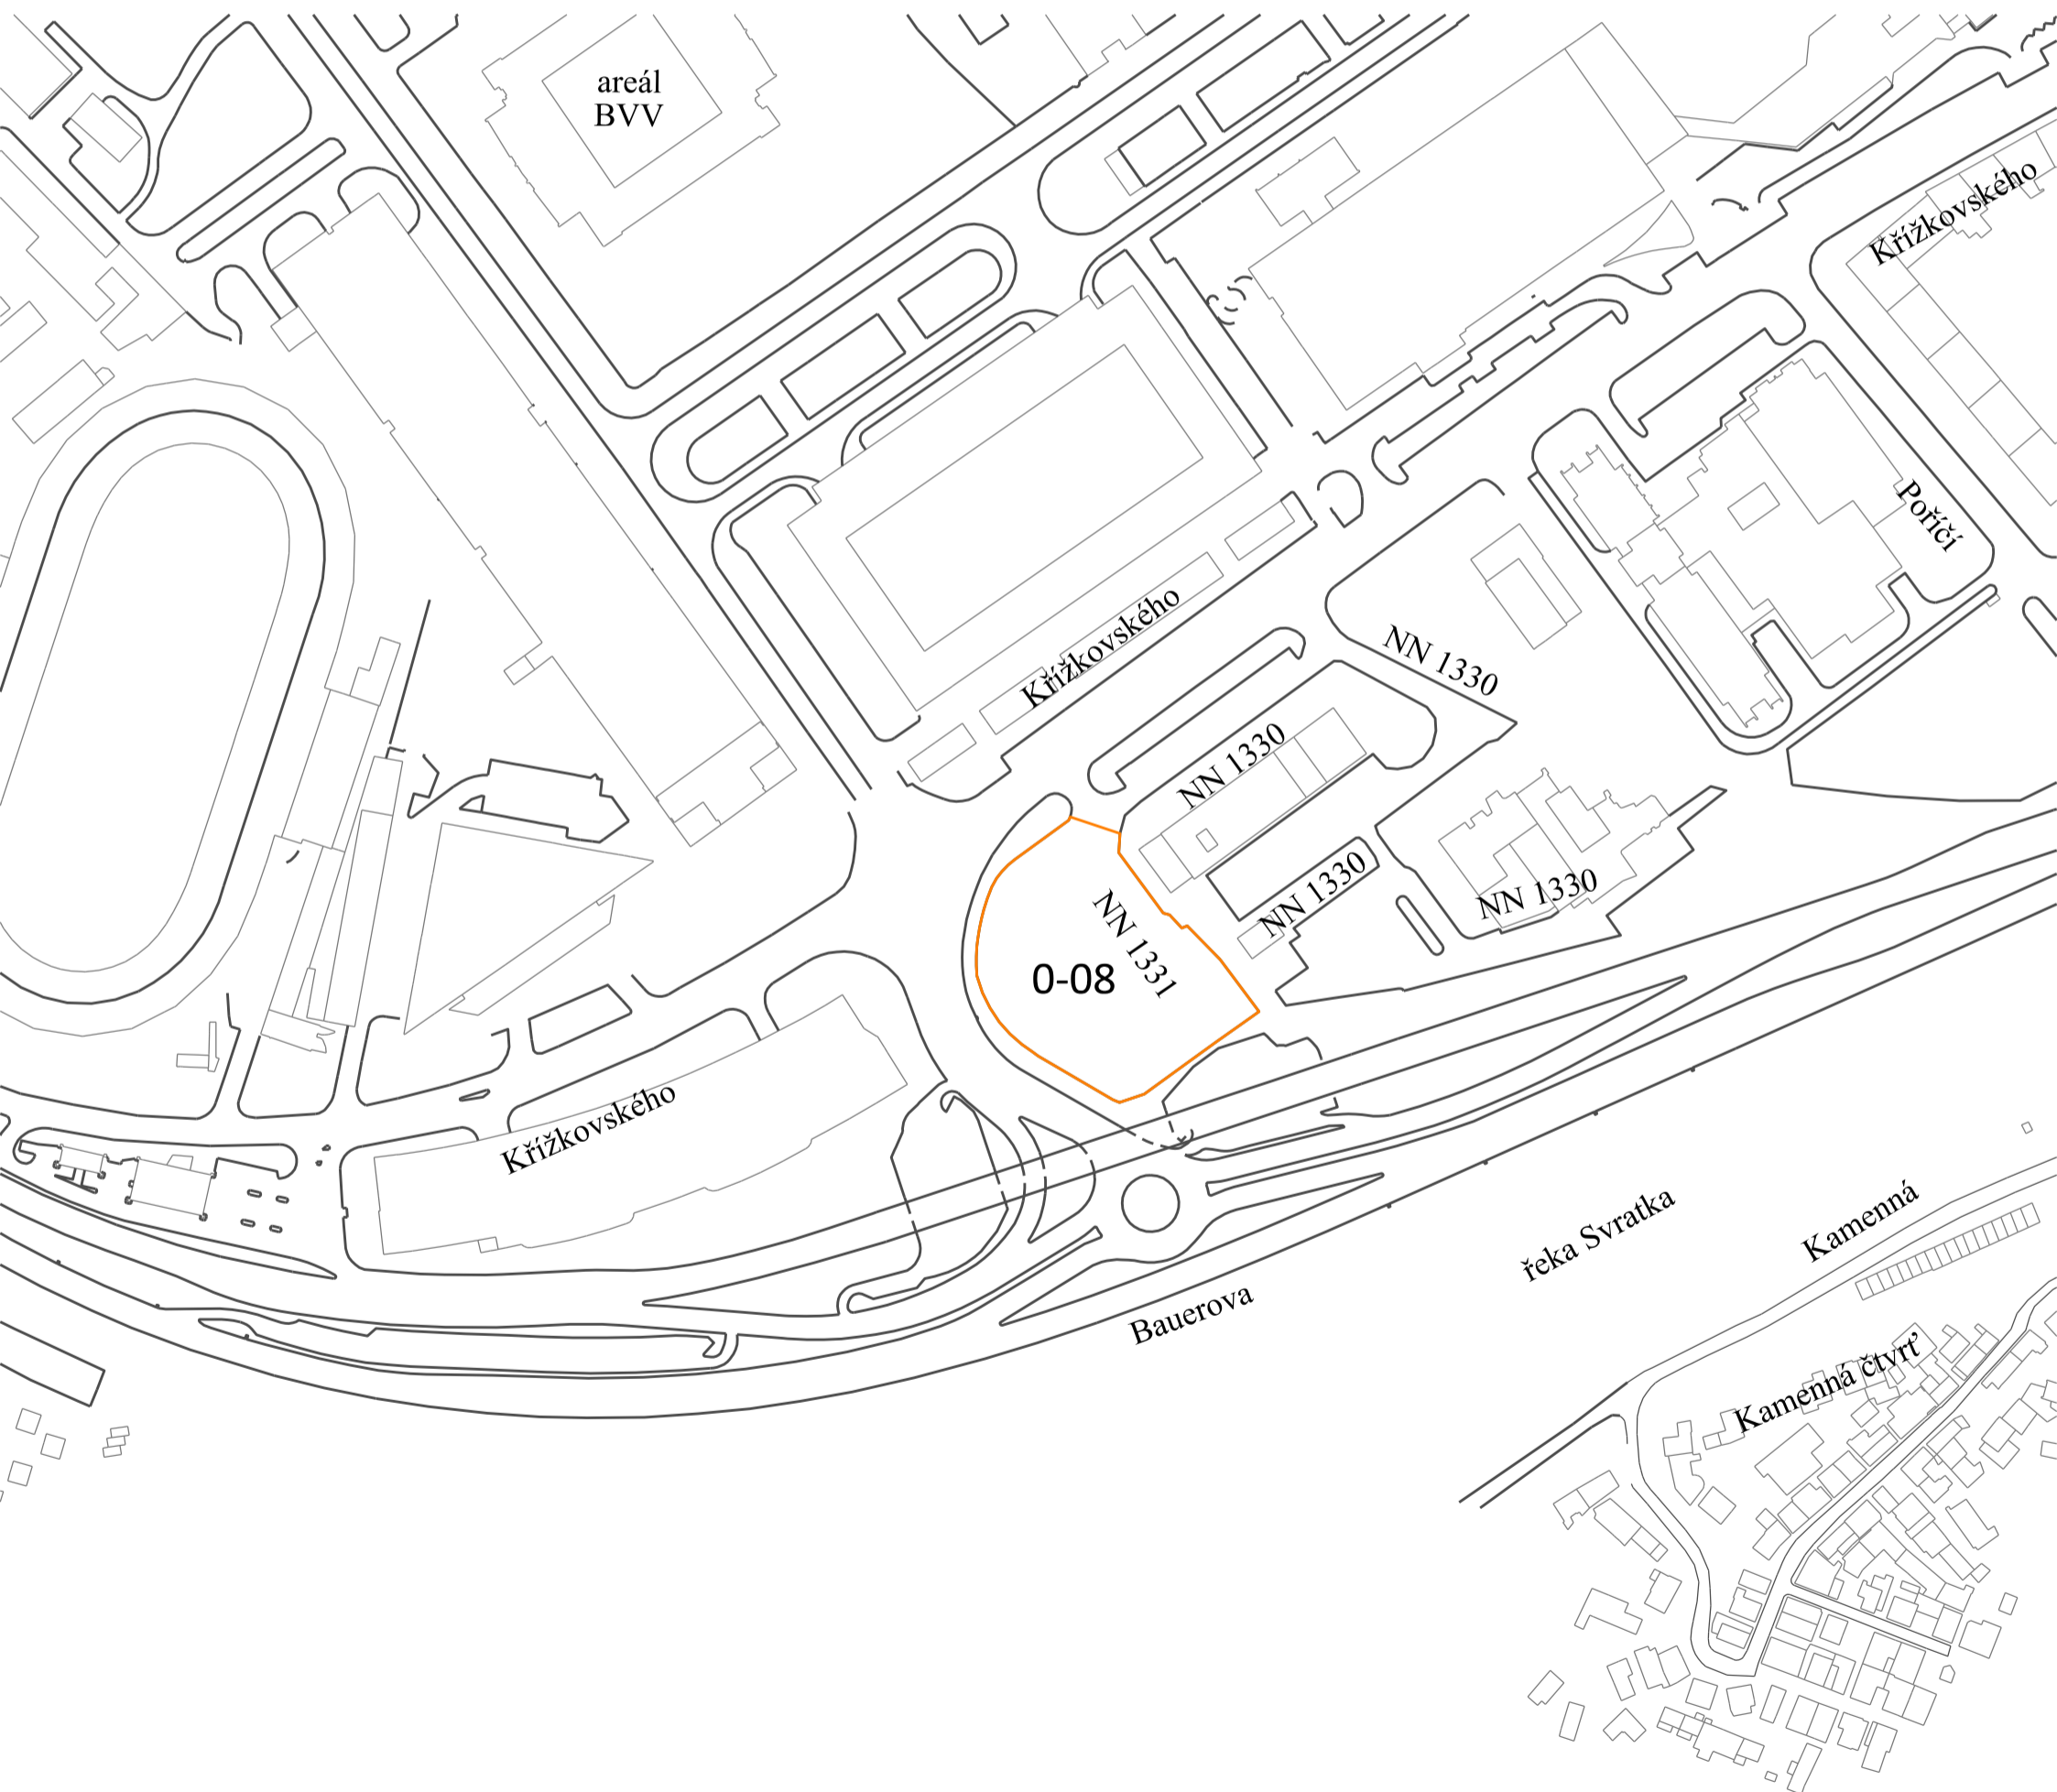 areál
BVV
Křížkovského
Poříčí
Křížkovského
NN 1330
NN 1330
NN 1330
NN 1330
NN 1331
0-08
Křížkovského
Kamenná
řeka Svratka
Bauerova
Kamenná čtvrť